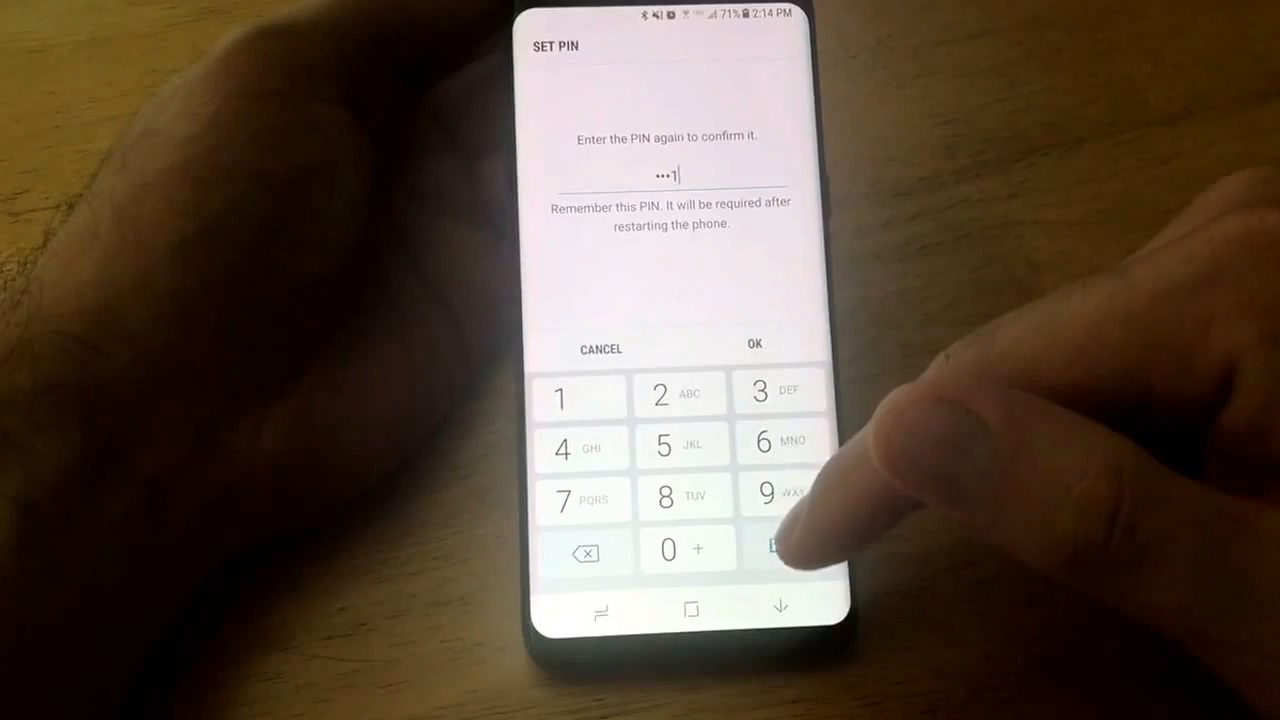 71% 2:14 PM
SET PIN
Enter the PIN again to confirm it.
•••1
Remember this PIN. It will be required after
restarting the phone.
CANCEL OK
1 2 ABC 3 DEF
4 GHI 5 JKL 6 MNO
7 PQRS 8 TUV 9 WXY
0 +